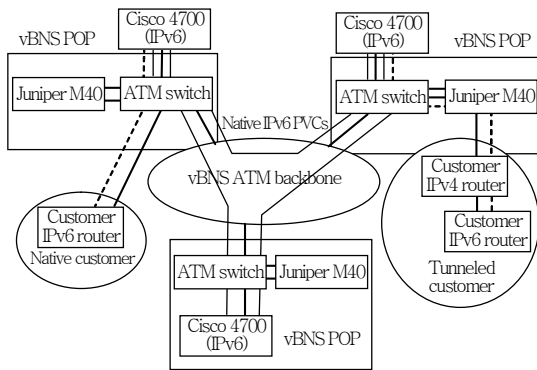 Cisco 4700
(IPv6)
vBNS POP
Juniper M40
ATM switch
Cisco 4700
(IPv6)
vBNS POP
ATM switch
Juniper M40
Native IPv6 PVCs
vBNS ATM backbone
Customer
IPv6 router
Native customer
Customer
IPv4 router
Customer
IPv6 router
Tunneled
customer
ATM switch
Juniper M40
Cisco 4700
(IPv6)
vBNS POP